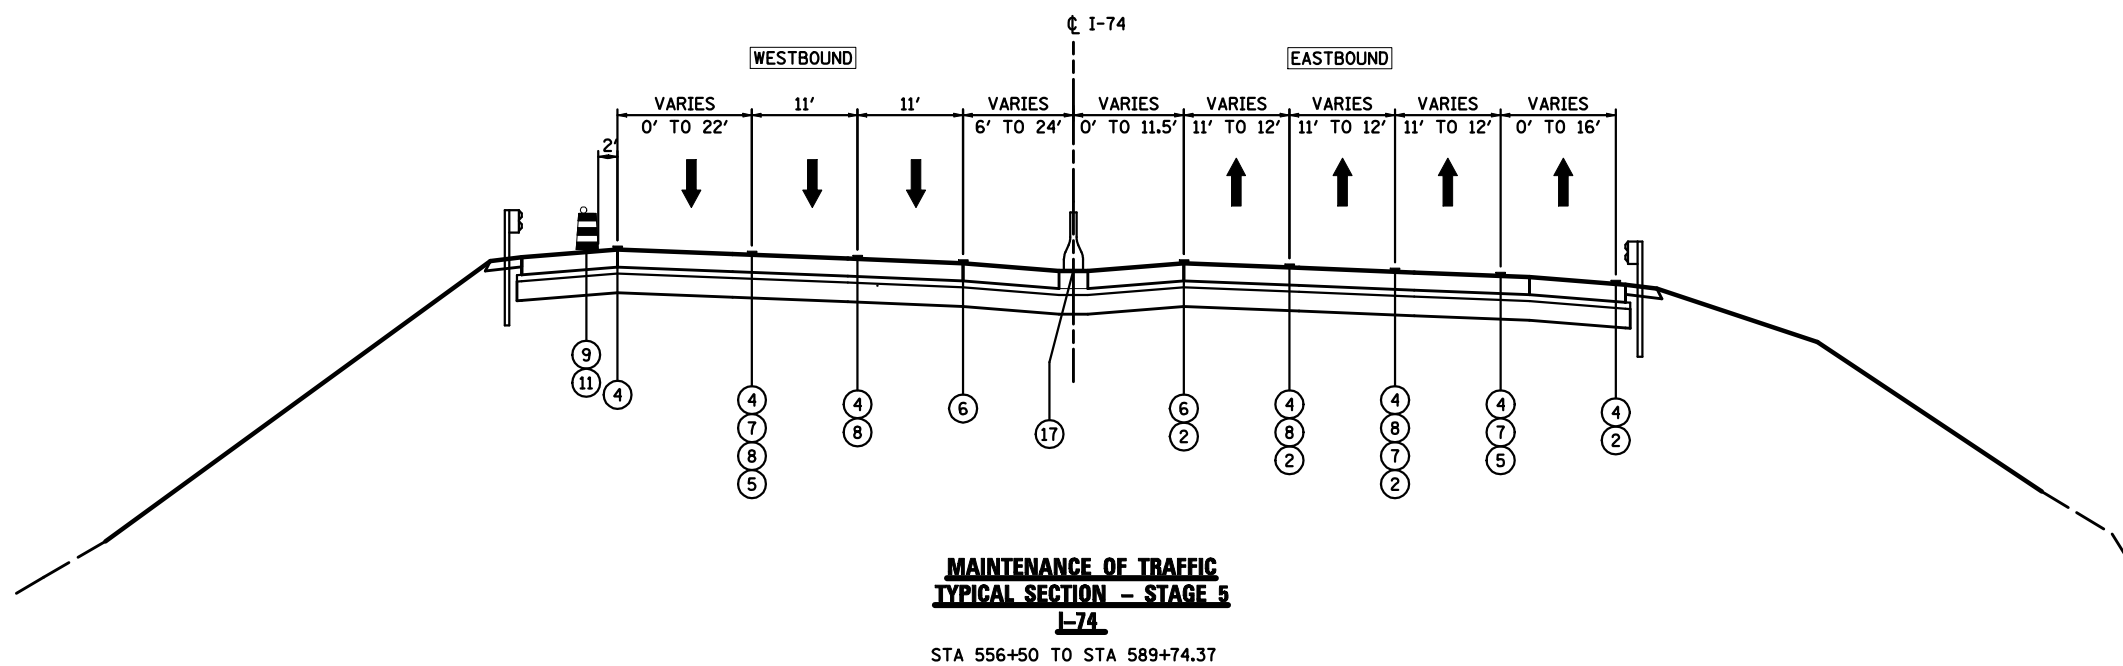 ℄ I-74
WESTBOUND
EASTBOUND
VARIES 11' 11' VARIES VARIES VARIES VARIES VARIES VARIES
0' TO 22' 6' TO 24' 0' TO 11.5' 11' TO 12' 11' TO 12' 11' TO 12' 0' TO 16'
2'
9
11
4
4
7
8
5
4
8
6
17
6
2
4
8
2
4
8
7
2
4
7
5
4
2
MAINTENANCE OF TRAFFIC
TYPICAL SECTION - STAGE 5
I-74
STA 556+50 TO STA 589+74.37